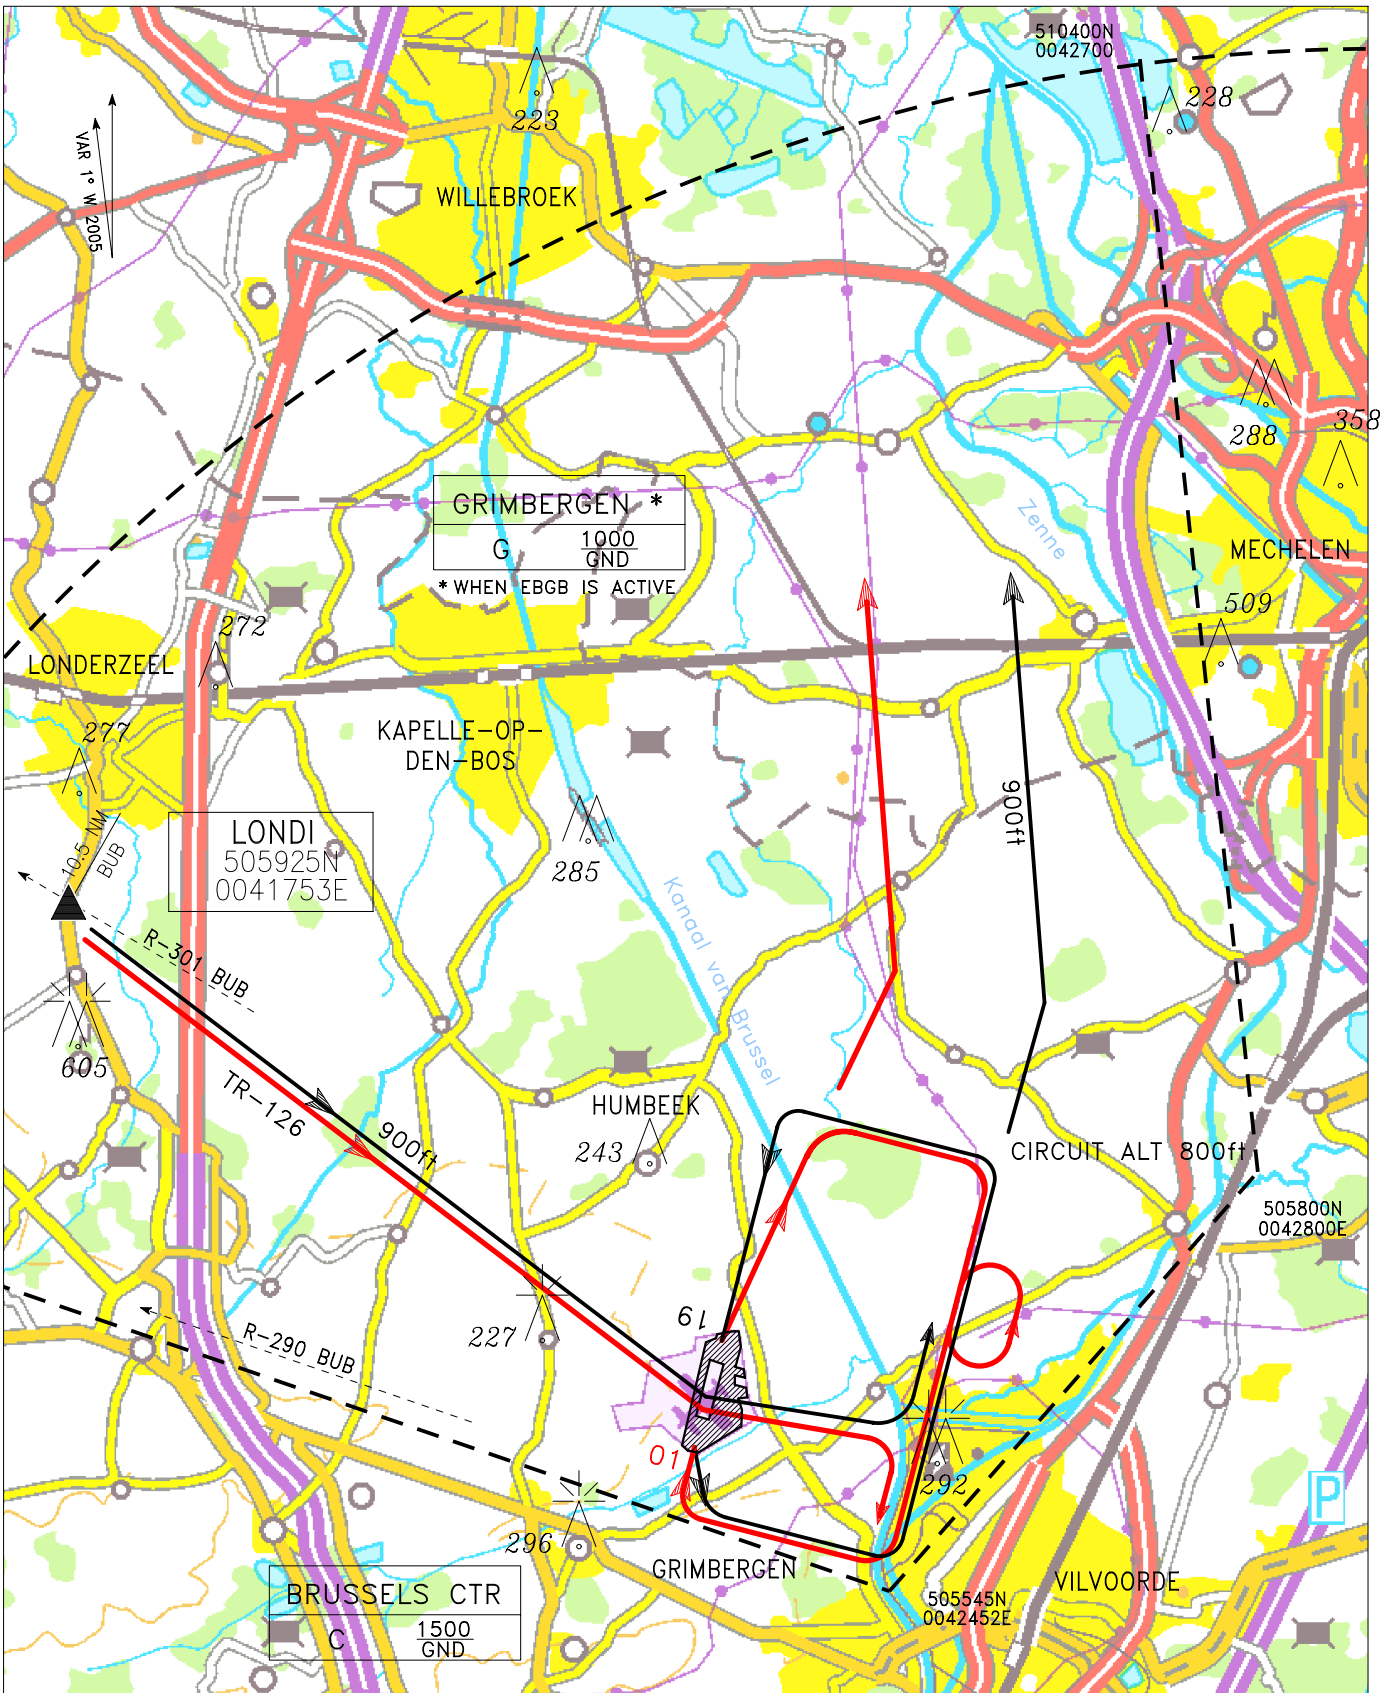 510400N
0042700
228
223
VAR 1° W 2005
WILLEBROEK
288
358
GRIMBERGEN *
G
1000
GND
* WHEN EBGB IS ACTIVE
Zenne
MECHELEN
272
509
LONDERZEEL
277
KAPELLE-OP-
DEN-BOS
900ft
10.5 NM
BUB
LONDI
505925N
0041753E
285
Kanaal van Brussel
R-301 BUB
605
TR-126
900ft
HUMBEEK
243
CIRCUIT ALT 800ft
505800N
0042800E
R-290 BUB
227
19
01
292
296
P
GRIMBERGEN
VILVOORDE
505545N
0042452E
BRUSSELS CTR
C
1500
GND